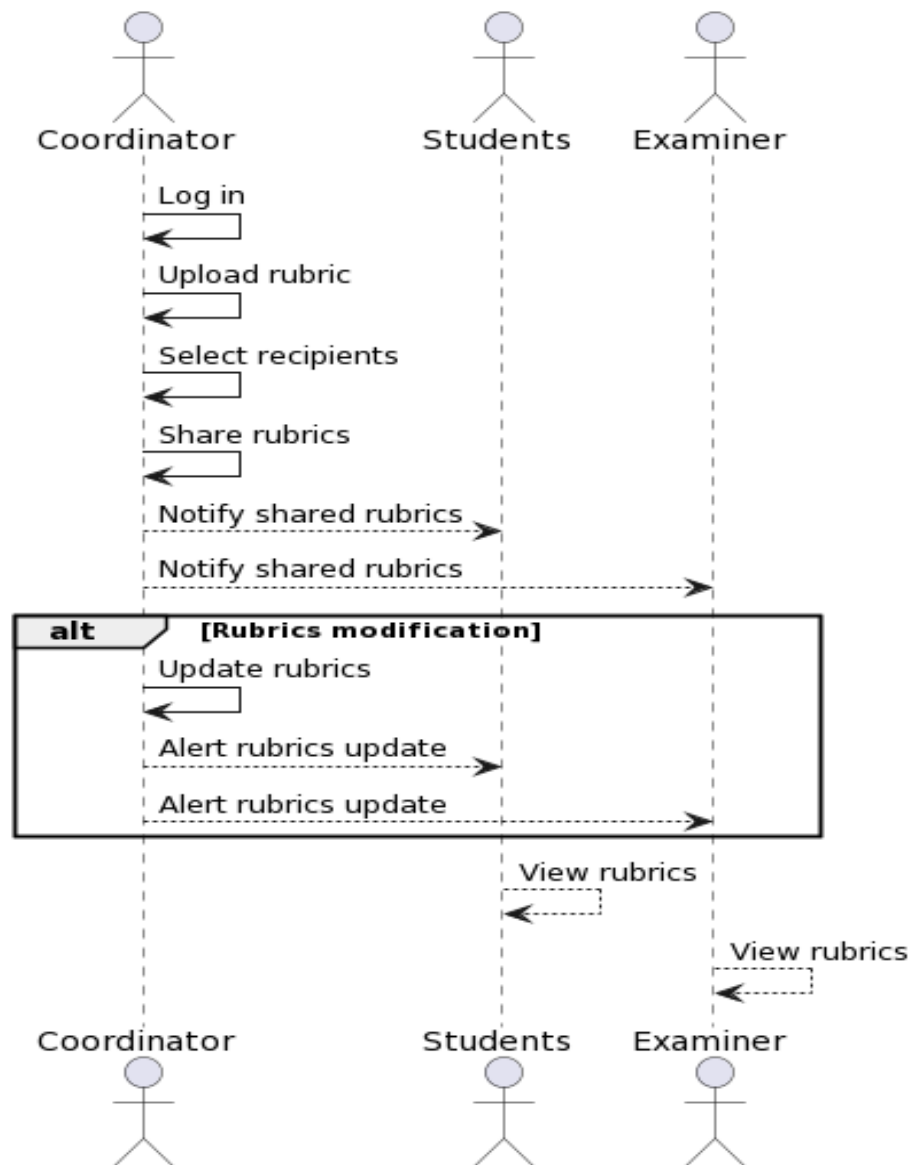 Coordinator Students Examiner
Log in
Upload rubric
Select recipients
Share rubrics
Notify shared rubrics
Notify shared rubrics
alt [Rubrics modification]
Update rubrics
Alert rubrics update
Alert rubrics update
View rubrics
View rubrics
Coordinator Students Examiner